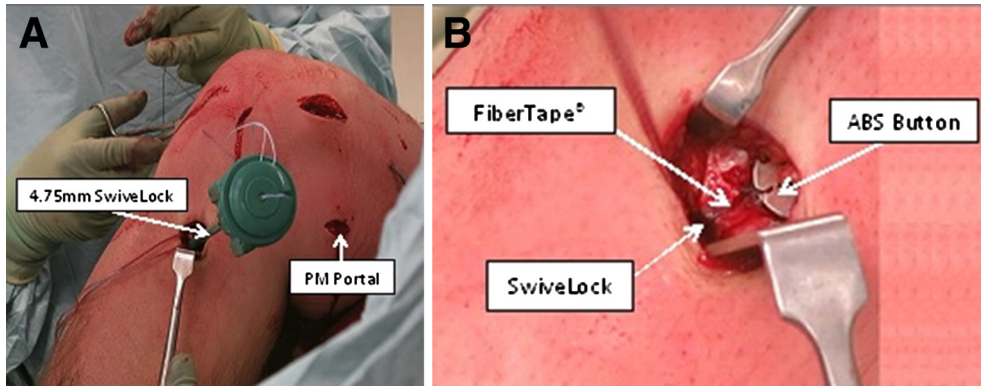 A
4.75mm SwiveLock
PM Portal
B
FiberTape®
ABS Button
SwiveLock